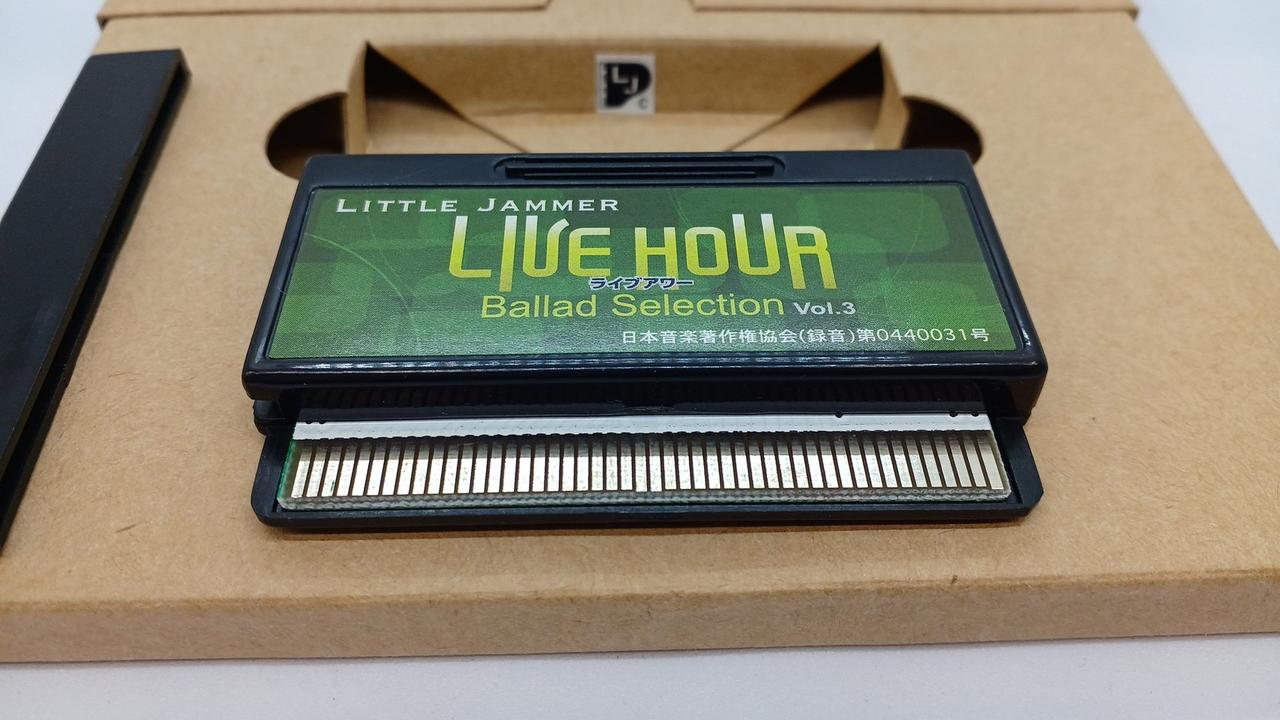 LJ
©
LITTLE JAMMER
LIVE HOUR
ライブアワー
Ballad Selection Vol.3
日本音楽著作権協会(録音)第0440031号